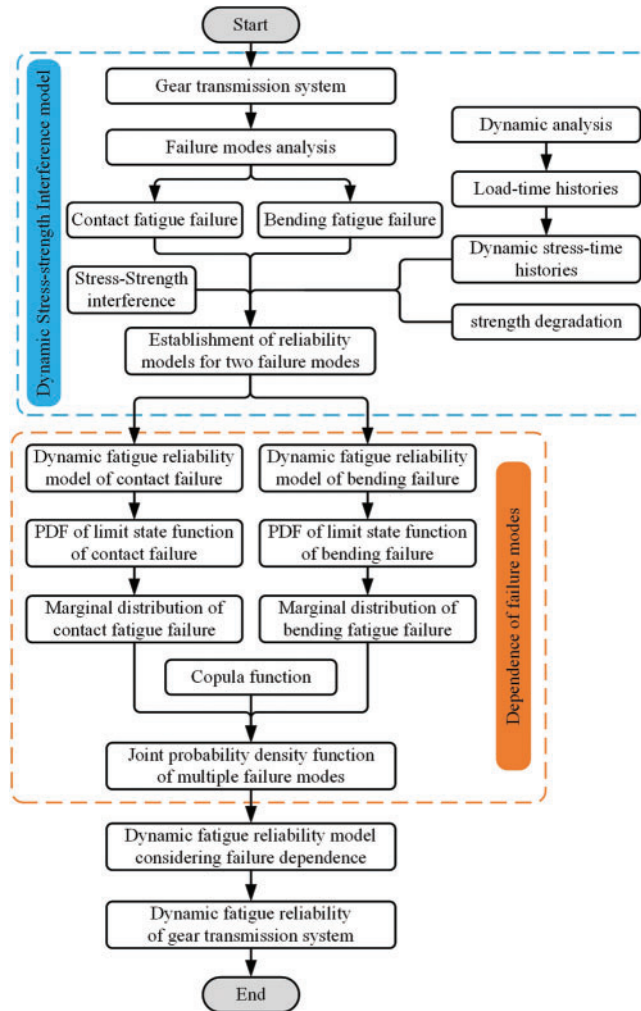 Start
Dynamic Stress-strength Interference model
Gear transmission system
Failure modes analysis
Contact fatigue failure
Bending fatigue failure
Dynamic analysis
Load-time histories
Dynamic stress-time
histories
strength degradation
Stress-Strength
interference
Establishment of reliability
models for two failure modes
Dynamic fatigue reliability
model of contact failure
Dynamic fatigue reliability
model of bending failure
PDF of limit state function
of contact failure
PDF of limit state function
of bending failure
Marginal distribution of
contact fatigue failure
Marginal distribution of
bending fatigue failure
Copula function
Joint probability density function
of multiple failure modes
Dependence of failure modes
Dynamic fatigue reliability model
considering failure dependence
Dynamic fatigue reliability
of gear transmission system
End